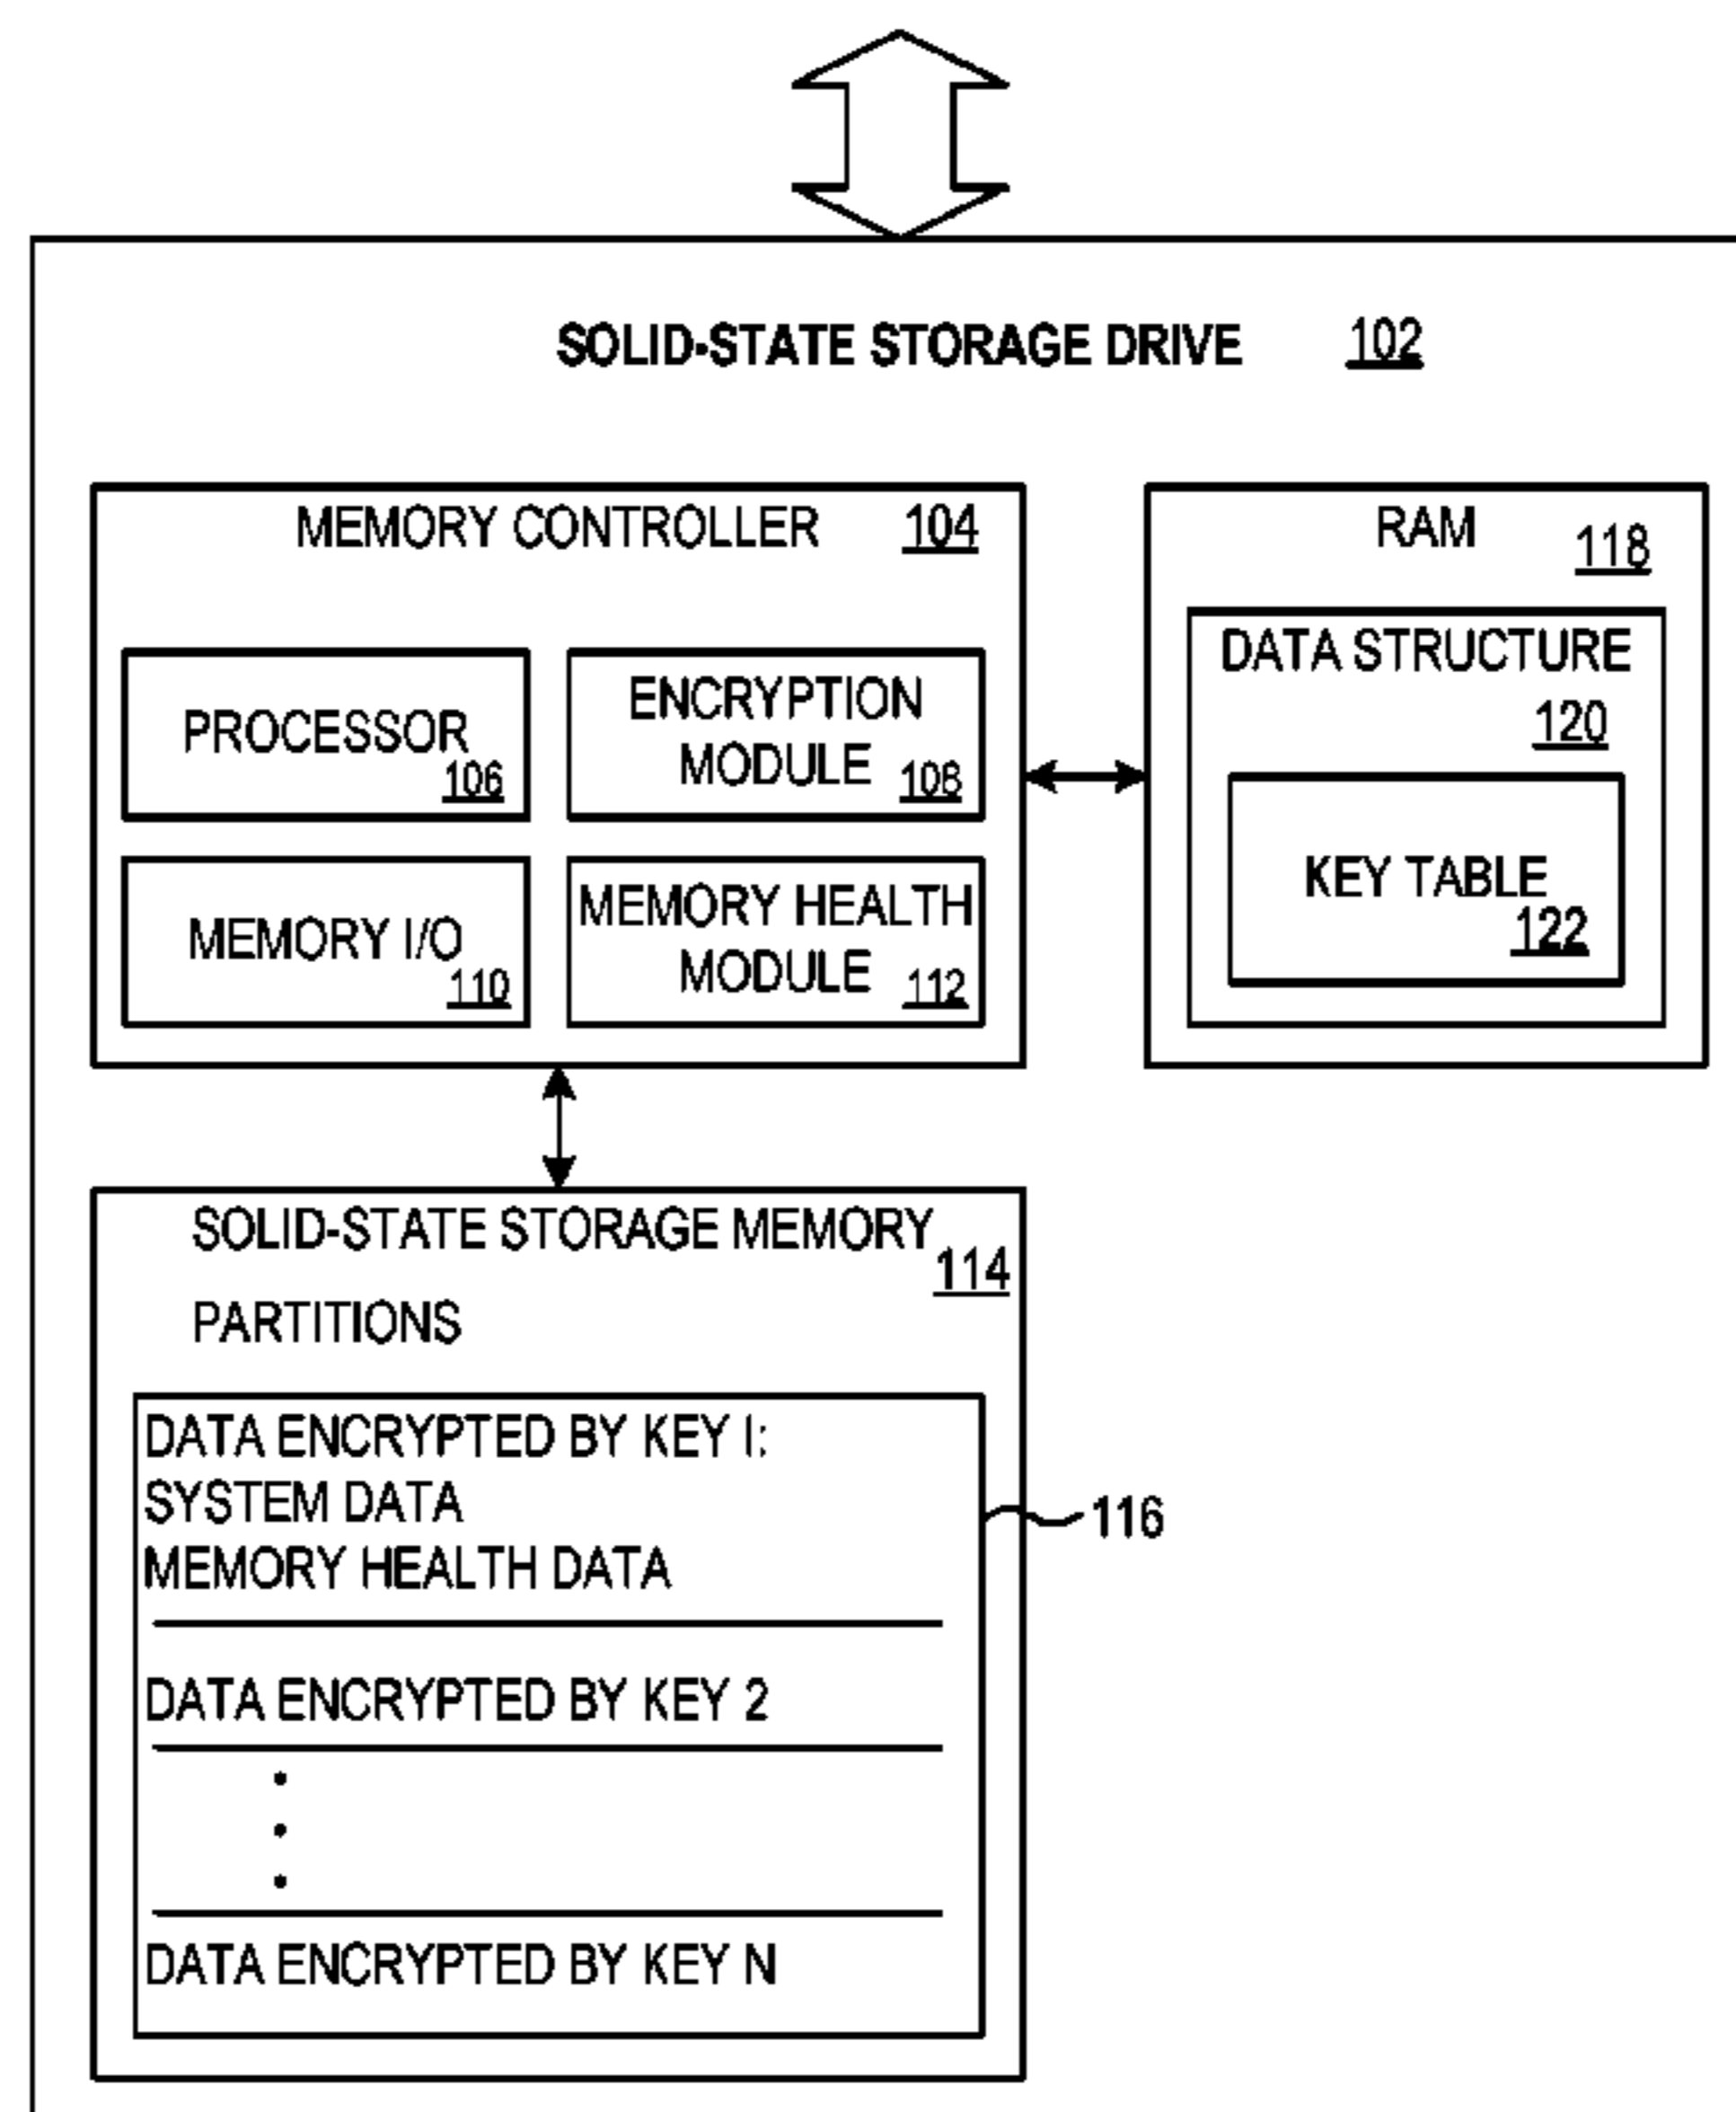 SOLID-STATE STORAGE DRIVE 102
MEMORY CONTROLLER 104
PROCESSOR
106
ENCRYPTION
MODULE 108
MEMORY I/O
110
MEMORY HEALTH
MODULE 112
RAM
118
DATA STRUCTURE
120
KEY TABLE
122
SOLID-STATE STORAGE MEMORY
114
PARTITIONS
DATA ENCRYPTED BY KEY I:
SYSTEM DATA
MEMORY HEALTH DATA
116
DATA ENCRYPTED BY KEY 2
DATA ENCRYPTED BY KEY N